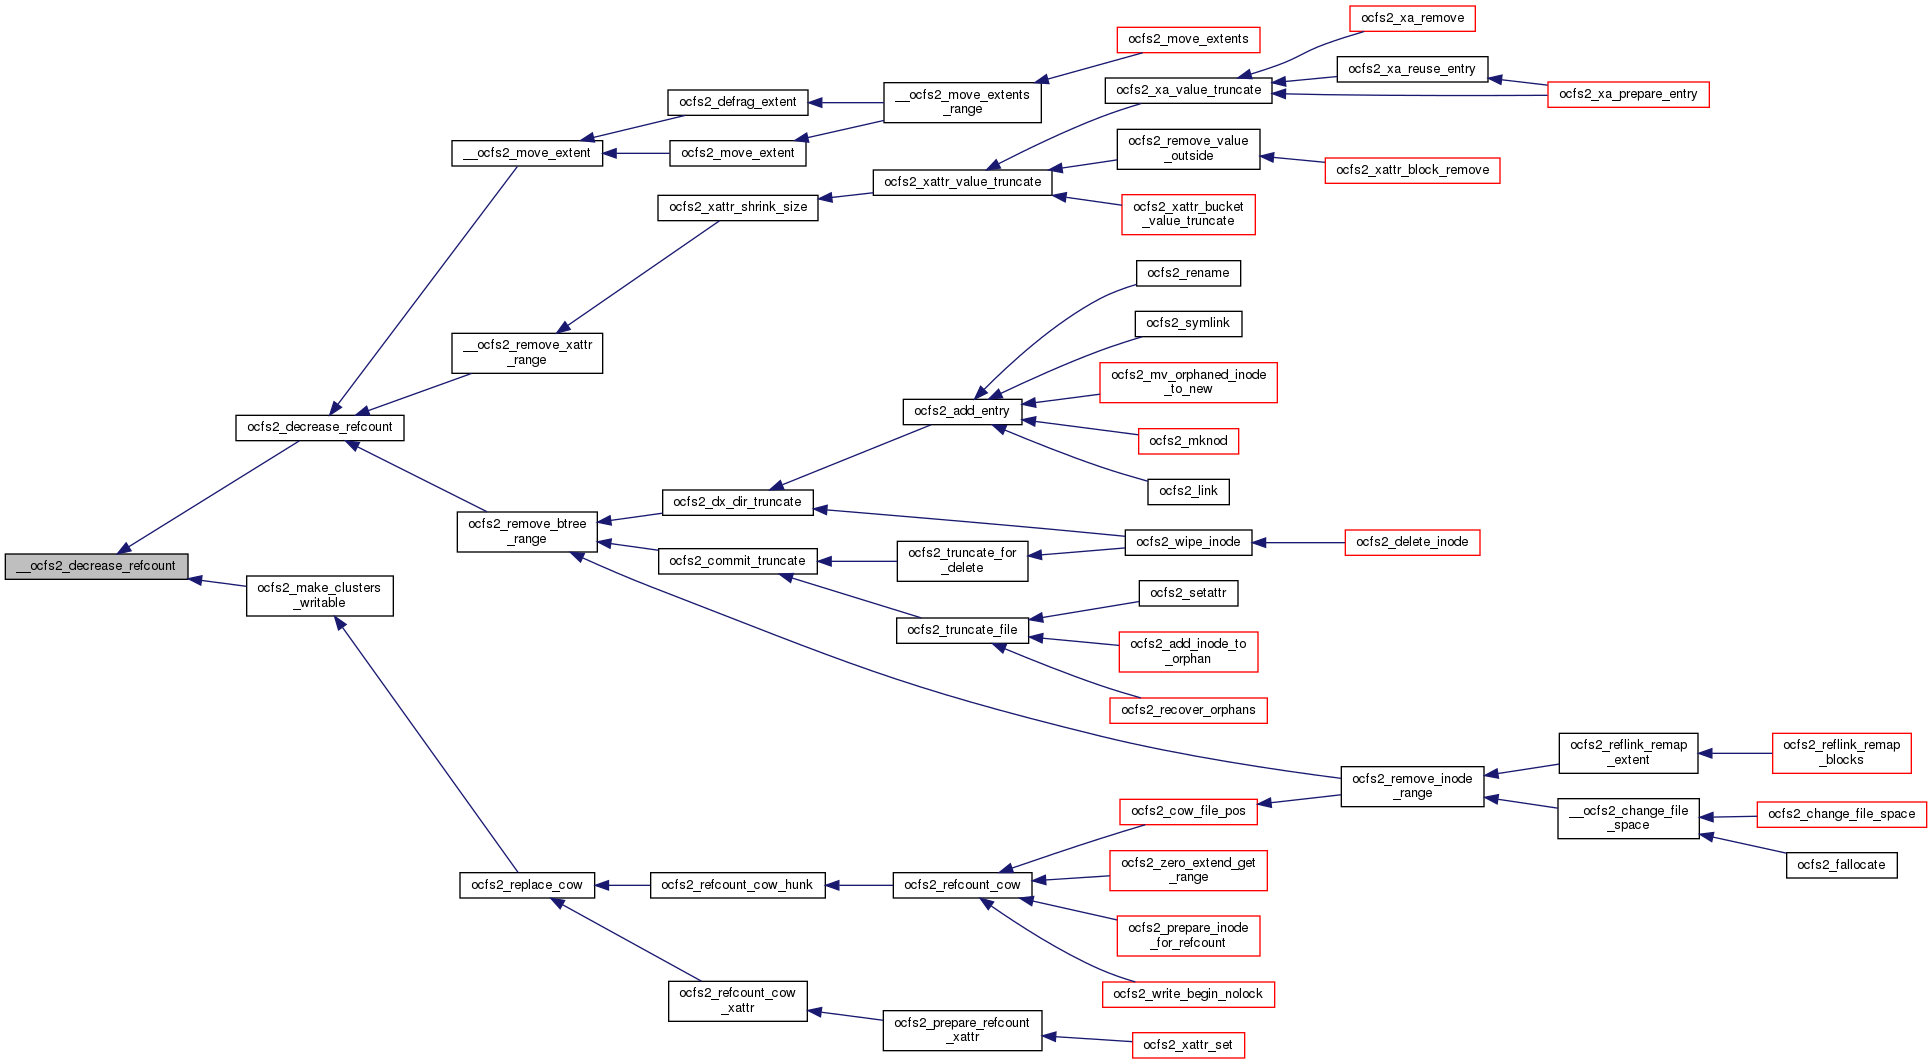 ocfs2_xa_remove
ocfs2_move_extents
ocfs2_xa_reuse_entry
ocfs2_defrag_extent
__ocfs2_move_extents
_range
ocfs2_xa_value_truncate
ocfs2_xa_prepare_entry
__ocfs2_move_extent
ocfs2_move_extent
ocfs2_remove_value
_outside
ocfs2_xattr_block_remove
ocfs2_xattr_value_truncate
ocfs2_xattr_shrink_size
ocfs2_xattr_bucket
_value_truncate
ocfs2_rename
ocfs2_symlink
__ocfs2_remove_xattr
_range
ocfs2_mv_orphaned_inode
_to_new
ocfs2_add_entry
ocfs2_decrease_refcount
ocfs2_mknod
ocfs2_link
ocfs2_dx_dir_truncate
ocfs2_remove_btree
_range
ocfs2_wipe_inode
ocfs2_delete_inode
ocfs2_commit_truncate
ocfs2_truncate_for
_delete
__ocfs2_decrease_refcount
ocfs2_make_clusters
_writable
ocfs2_setattr
ocfs2_truncate_file
ocfs2_add_inode_to
_orphan
ocfs2_recover_orphans
ocfs2_reflink_remap
_extent
ocfs2_reflink_remap
_blocks
ocfs2_remove_inode
_range
ocfs2_cow_file_pos
__ocfs2_change_file
_space
ocfs2_change_file_space
ocfs2_fallocate
ocfs2_zero_extend_get
_range
ocfs2_replace_cow
ocfs2_refcount_cow_hunk
ocfs2_refcount_cow
ocfs2_prepare_inode
_for_refcount
ocfs2_write_begin_nolock
ocfs2_refcount_cow
_xattr
ocfs2_prepare_refcount
_xattr
ocfs2_xattr_set